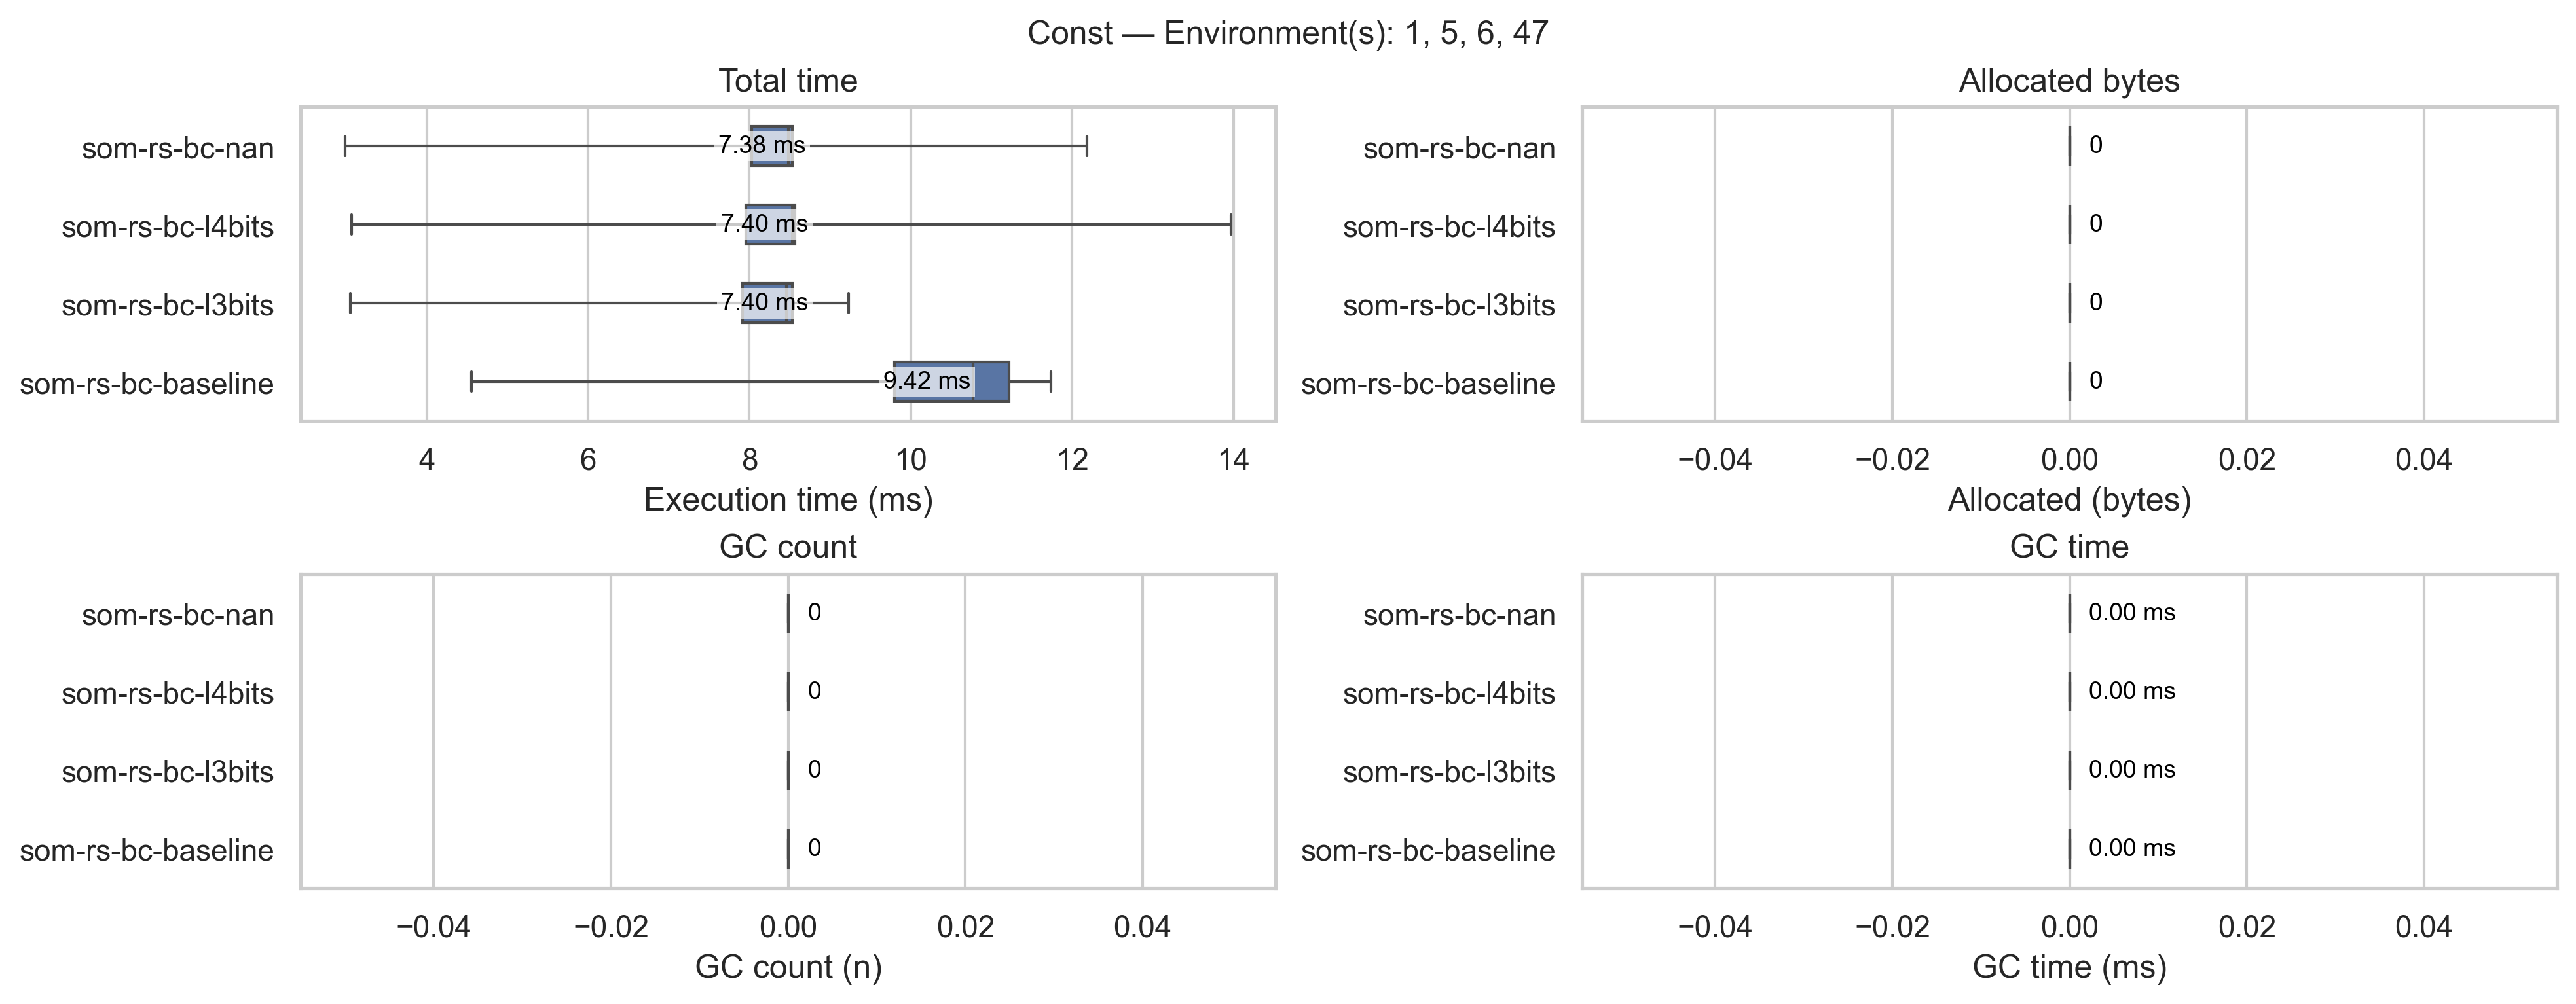 Const — Environment(s): 1, 5, 6, 47
Total time
som-rs-bc-nan
7.38 ms
som-rs-bc-l4bits
7.40 ms
som-rs-bc-l3bits
7.40 ms
som-rs-bc-baseline
9.42 ms
4 6 8 10 12 14
Execution time (ms)
Allocated bytes
som-rs-bc-nan
0
som-rs-bc-l4bits
0
som-rs-bc-l3bits
0
som-rs-bc-baseline
0
−0.04 −0.02 0.00 0.02 0.04
Allocated (bytes)
GC count
som-rs-bc-nan
0
som-rs-bc-l4bits
0
som-rs-bc-l3bits
0
som-rs-bc-baseline
0
−0.04 −0.02 0.00 0.02 0.04
GC count (n)
GC time
som-rs-bc-nan
0.00 ms
som-rs-bc-l4bits
0.00 ms
som-rs-bc-l3bits
0.00 ms
som-rs-bc-baseline
0.00 ms
−0.04 −0.02 0.00 0.02 0.04
GC time (ms)